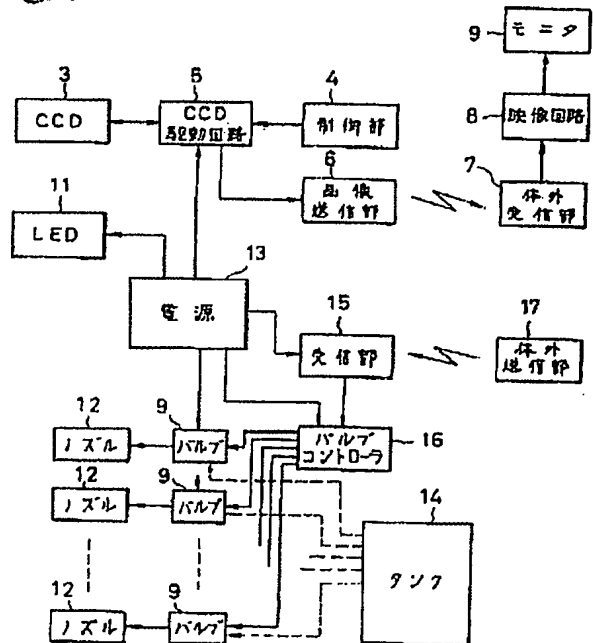 9
モニタ
3
5
4
8
CCD
CCD
駆動回路
制御部
映像回路
6
7
画像
送信部
体外
受信部
11
LED
13
電源
15
17
受信部
体外
送信部
12
9
ノズル
バルブ
バルブ
コントローラ
16
12
9
ノズル
バルブ
14
タンク
12
9
ノズル
バルブ